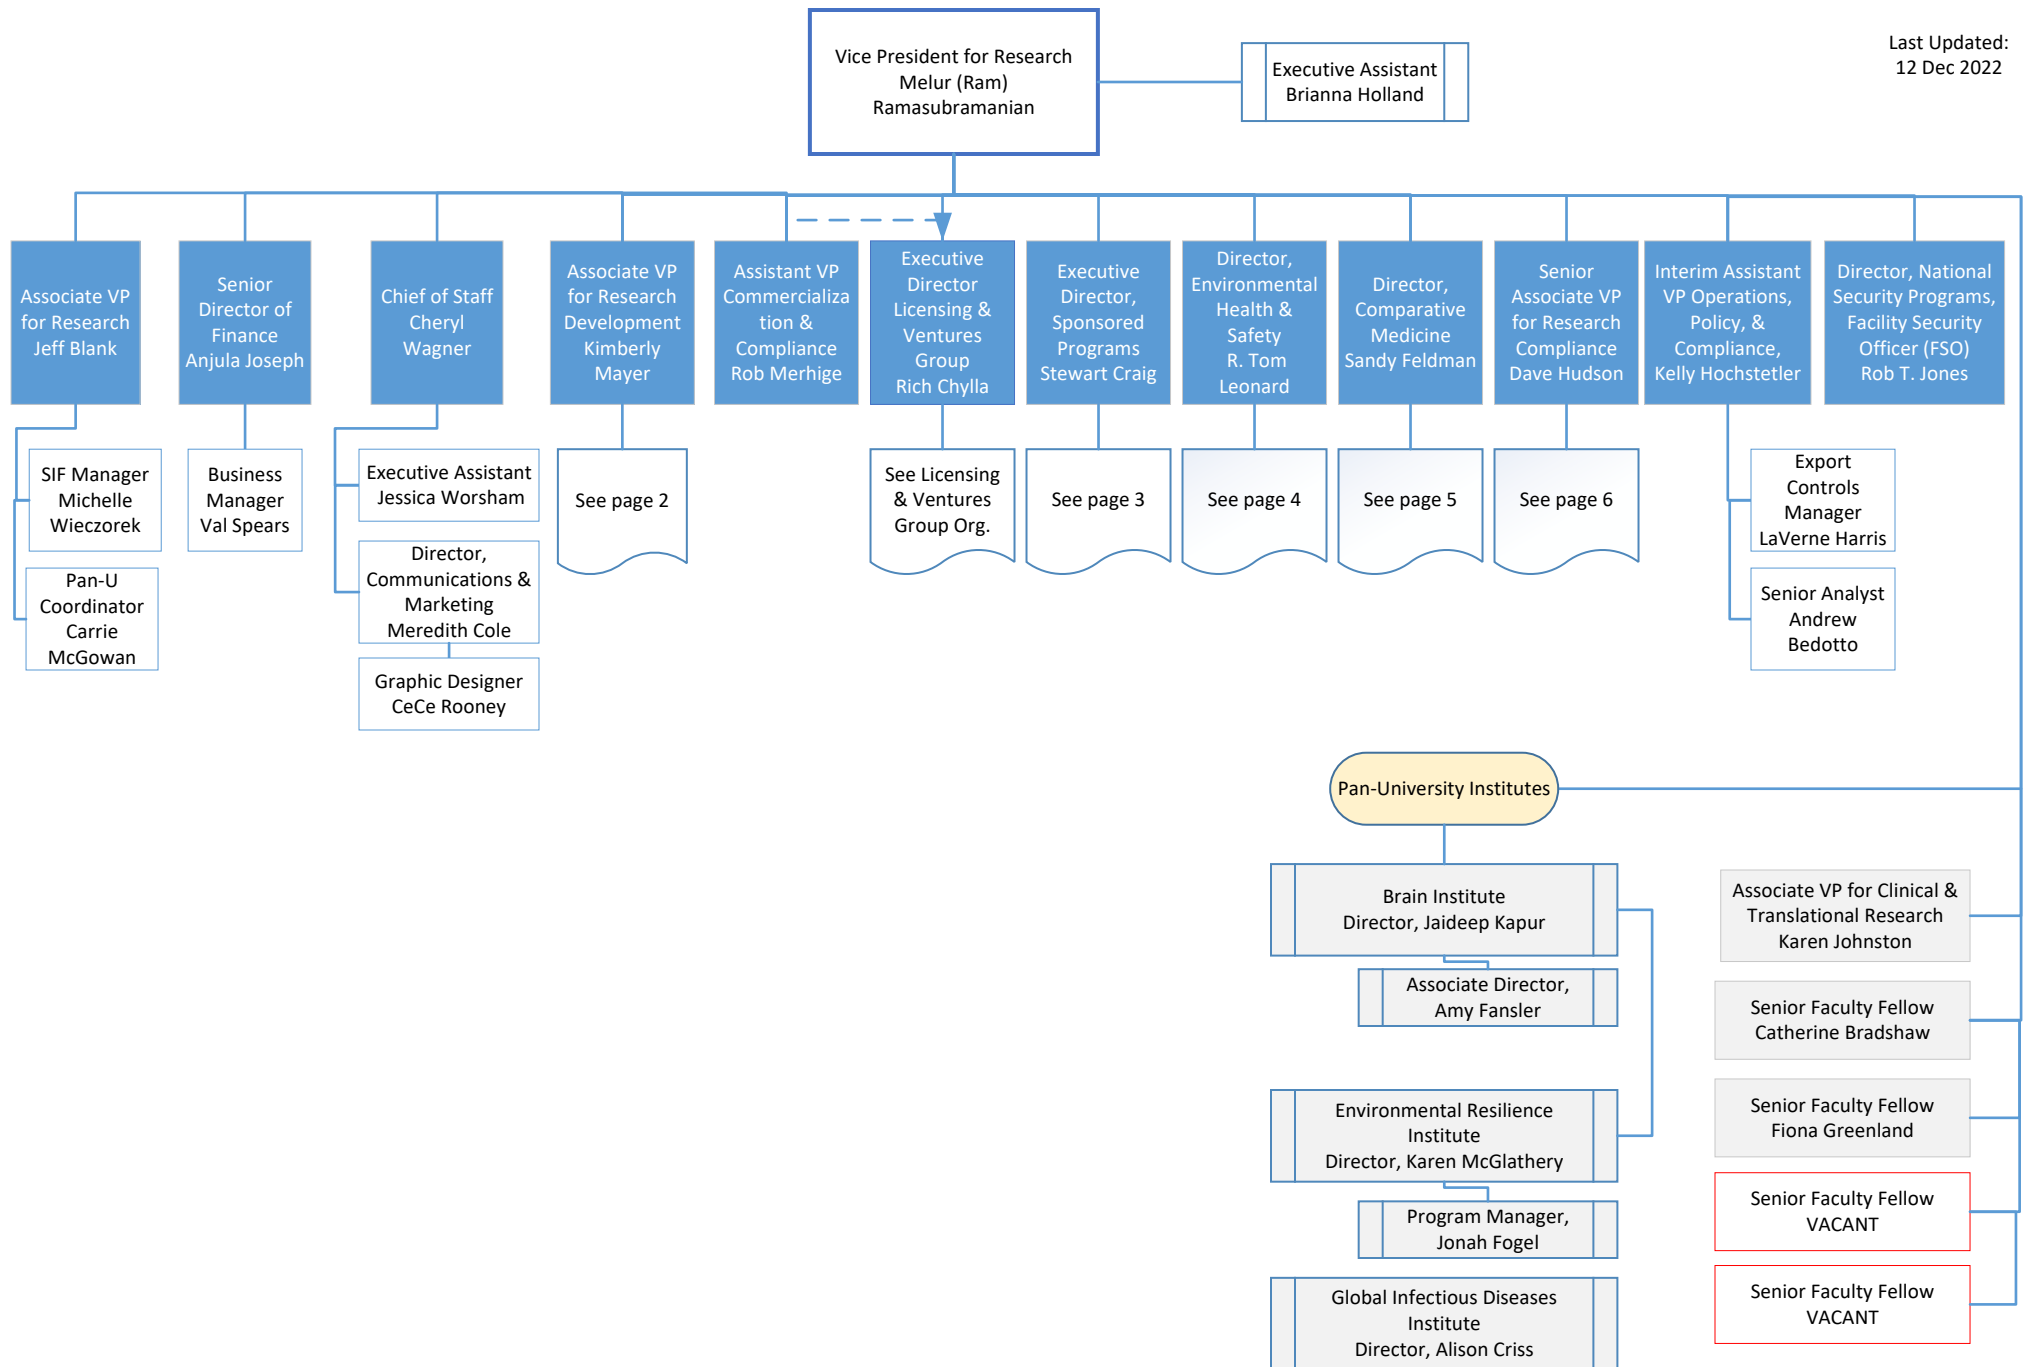 Vice President for Research
Melur (Ram)
Ramasubramanian
Executive Assistant
Brianna Holland
Last Updated:
12 Dec 2022
Associate VP
for Research
Jeff Blank
Senior
Director of
Finance
Anjula Joseph
Chief of Staff
Cheryl
Wagner
Associate VP
for Research
Development
Kimberly
Mayer
Assistant VP
Commercializa
tion &
Compliance
Rob Merhige
Executive
Director
Licensing &
Ventures
Group
Rich Chylla
Executive
Director,
Sponsored
Programs
Stewart Craig
Director,
Environmental
Health &
Safety
R. Tom
Leonard
Director,
Comparative
Medicine
Sandy Feldman
Senior
Associate VP
for Research
Compliance
Dave Hudson
Interim Assistant
VP Operations,
Policy, &
Compliance,
Kelly Hochstetler
Director, National
Security Programs,
Facility Security
Officer (FSO)
Rob T. Jones
SIF Manager
Michelle
Wieczorek
Business
Manager
Val Spears
Executive Assistant
Jessica Worsham
See page 2
See Licensing
& Ventures
Group Org.
See page 3
See page 4
See page 5
See page 6
Export
Controls
Manager
LaVerne Harris
Pan-U
Coordinator
Carrie
McGowan
Director,
Communications &
Marketing
Meredith Cole
Senior Analyst
Andrew
Bedotto
Graphic Designer
CeCe Rooney
Pan-University Institutes
Brain Institute
Director, Jaideep Kapur
Associate Director,
Amy Fansler
Environmental Resilience
Institute
Director, Karen McGlathery
Program Manager,
Jonah Fogel
Global Infectious Diseases
Institute
Director, Alison Criss
Associate VP for Clinical &
Translational Research
Karen Johnston
Senior Faculty Fellow
Catherine Bradshaw
Senior Faculty Fellow
Fiona Greenland
Senior Faculty Fellow
VACANT
Senior Faculty Fellow
VACANT